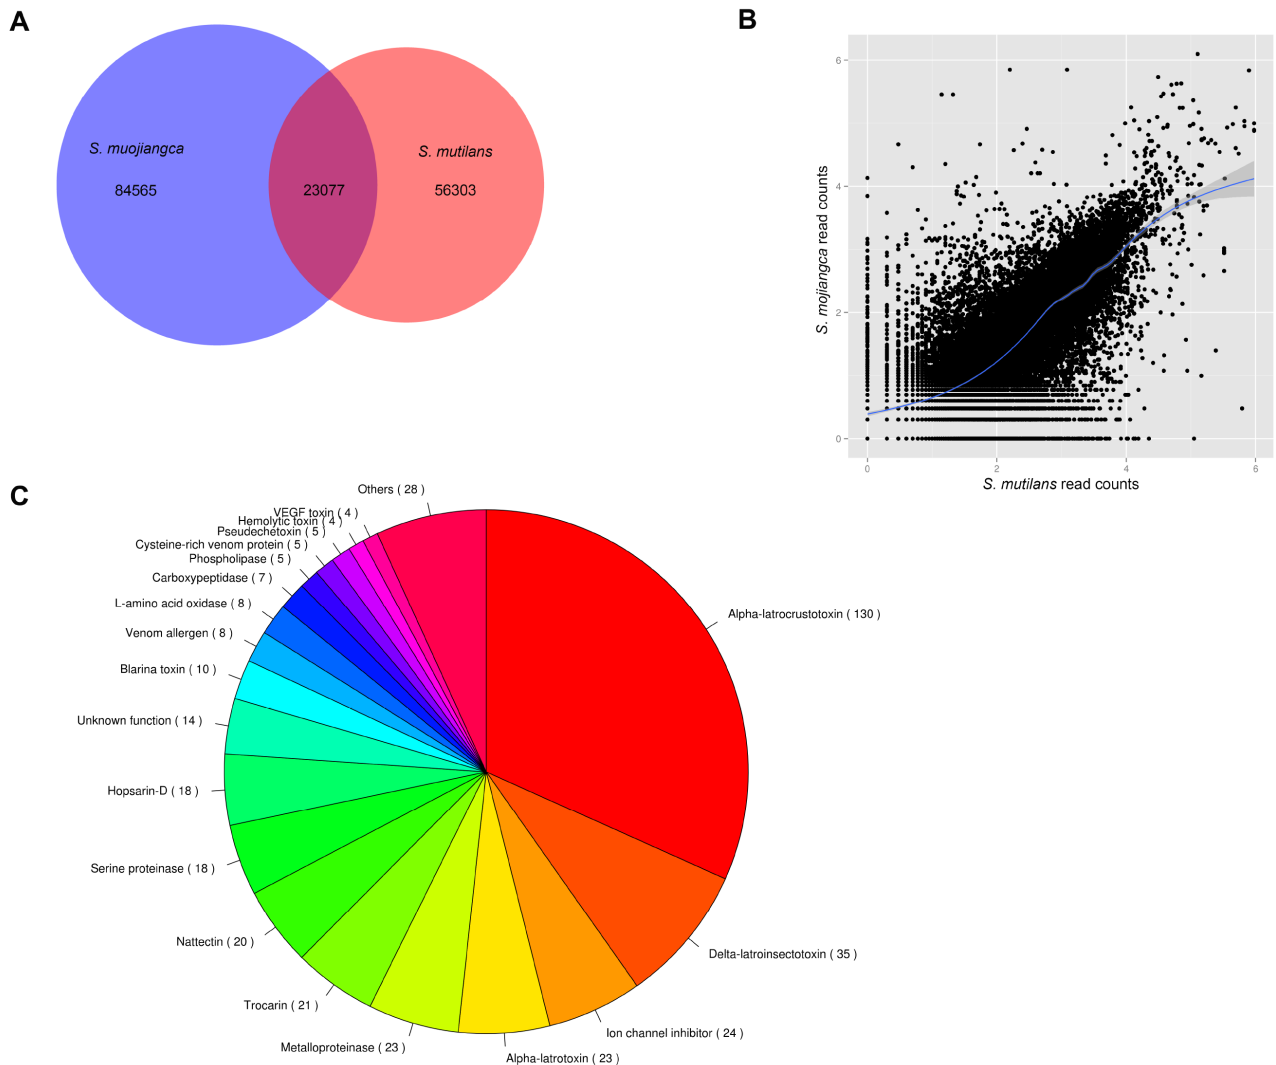 A
S. muojiangca
84565
23077
S. mutilans
56303
B
6
4
2
0
S. mojiangca read counts
0
2
4
6
S. mutilans read counts
C
Others ( 28 )
VEGF toxin ( 4 )
Hemolytic toxin ( 4 )
Pseudechetoxin ( 5 )
Cysteine-rich venom protein ( 5 )
Phospholipase ( 5 )
Carboxypeptidase ( 7 )
L-amino acid oxidase ( 8 )
Venom allergen ( 8 )
Blarina toxin ( 10 )
Unknown function ( 14 )
Hopsarin-D ( 18 )
Serine proteinase ( 18 )
Nattectin ( 20 )
Trocarin ( 21 )
Metalloproteinase ( 23 )
Alpha-latrotoxin ( 23 )
Ion channel inhibitor ( 24 )
Delta-latroinsectotoxin ( 35 )
Alpha-latrocrustotoxin ( 130 )